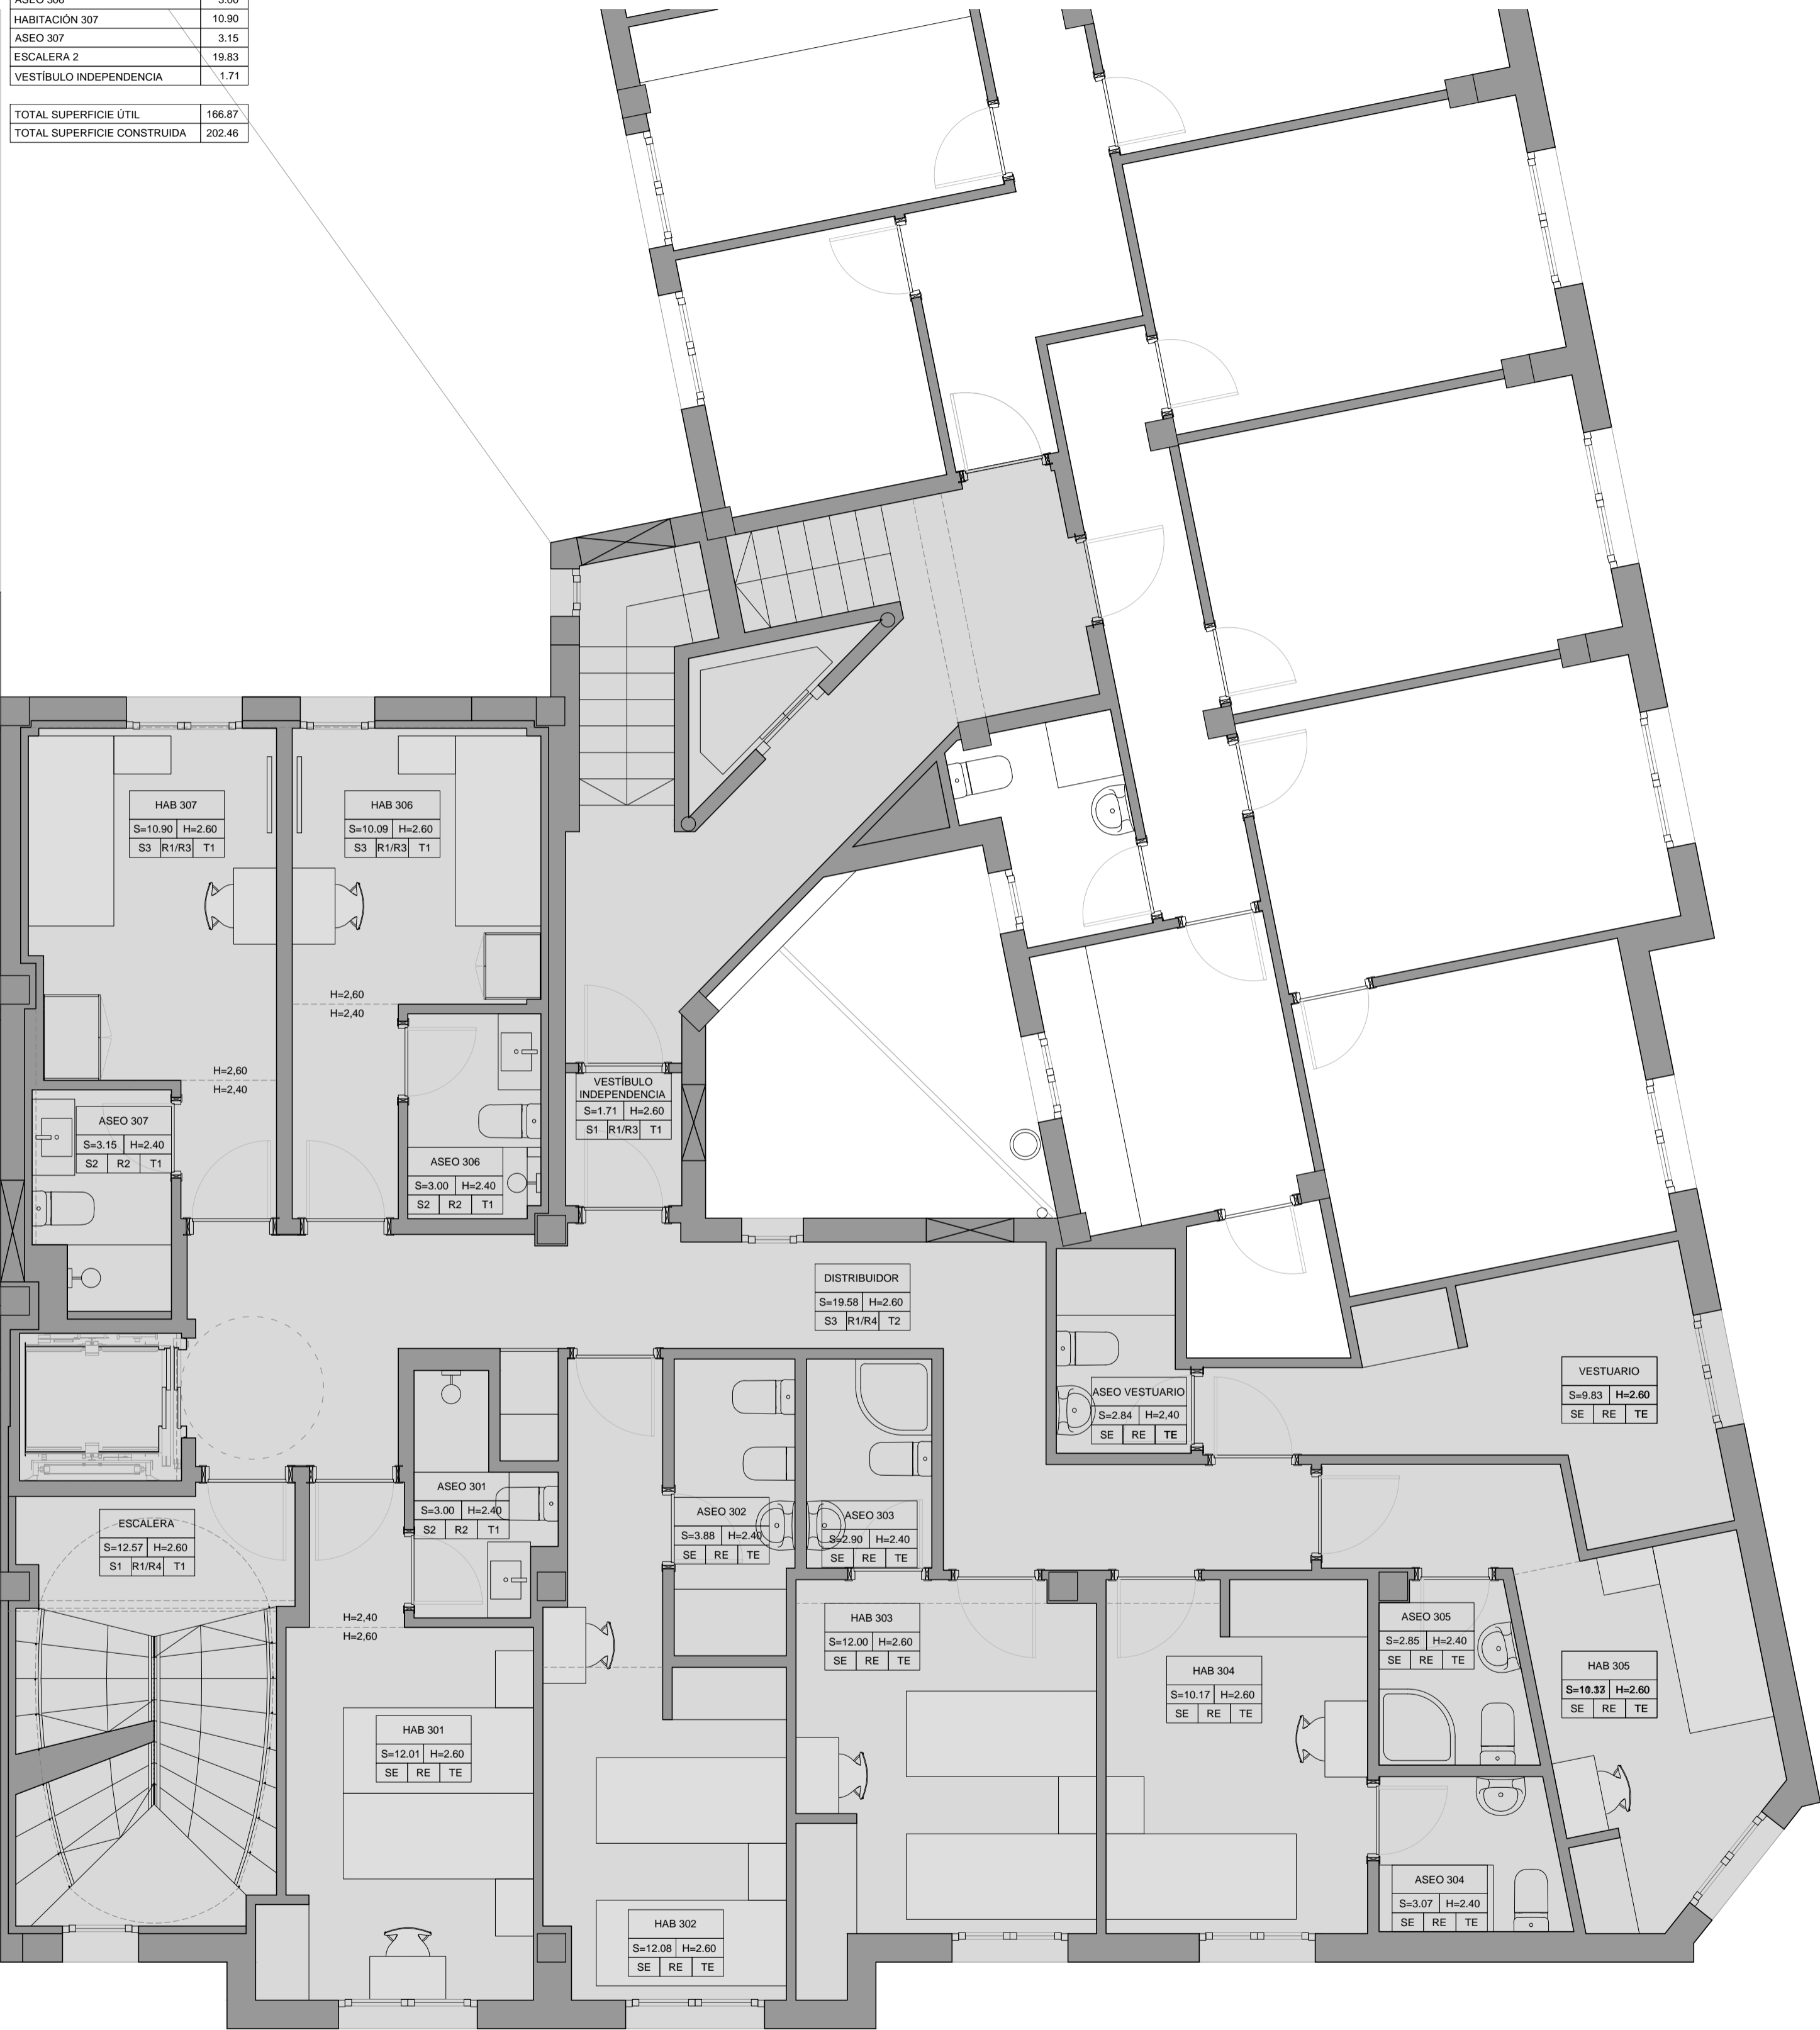 ASEO 306 3.00
HABITACIÓN 307 10.90
ASEO 307 3.15
ESCALERA 2 19.83
VESTÍBULO INDEPENDENCIA 1.71
TOTAL SUPERFICIE ÚTIL 166.87
TOTAL SUPERFICIE CONSTRUIDA 202.46
HAB 307
S=10.90 H=2.60
S3 R1/R3 T1
HAB 306
S=10.09 H=2.60
S3 R1/R3 T1
H=2,60
H=2,40
H=2,60
H=2,40
VESTÍBULO
INDEPENDENCIA
S=1.71 H=2.60
S1 R1/R3 T1
ASEO 307
S=3.15 H=2.40
S2 R2 T1
ASEO 306
S=3.00 H=2.40
S2 R2 T1
DISTRIBUIDOR
S=19.58 H=2.60
S3 R1/R4 T2
VESTUARIO
S=9.83 H=2.60
SE RE TE
ASEO VESTUARIO
S=2.84 H=2,40
SE RE TE
ASEO 301
S=3.00 H=2.40
S2 R2 T1
ASEO 302
S=3.88 H=2.40
SE RE TE
ASEO 303
S=2.90 H=2.40
SE RE TE
ESCALERA
S=12.57 H=2.60
S1 R1/R4 T1
H=2,40
H=2,60
HAB 303
S=12.00 H=2.60
SE RE TE
ASEO 305
S=2.85 H=2.40
SE RE TE
HAB 304
S=10.17 H=2.60
SE RE TE
HAB 305
H=2.60
SE RE TE
HAB 301
S=12.01 H=2.60
SE RE TE
ASEO 304
S=3.07 H=2.40
SE RE TE
HAB 302
S=12.08 H=2.60
SE RE TE